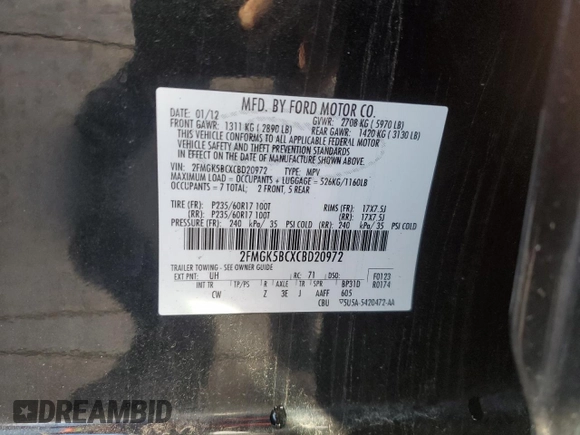 MFD. BY FORD MOTOR CO.
DATE: 01/12 GVWR: 2708 KG ( 5970 LB)
FRONT GAWR: 1311 KG ( 2890 LB) REAR GAWR: 1420 KG ( 3130 LB)
THIS VEHICLE CONFORMS TO ALL APPLICABLE FEDERAL MOTOR
VEHICLE SAFETY AND THEFT PREVENTION STANDARDS
IN EFFECT ON THE DATE OF MANUFACTURE SHOWN ABOVE.
VIN: 2FMGK5BCXCBD20972 TYPE: MPV
MAXIMUM LOAD = OCCUPANTS + LUGGAGE = 526KG/1160LB
OCCUPANTS = 7 TOTAL; 2 FRONT, 5 REAR
TIRE (FR): P235/60R17 100T RIMS (FR): 17X7.5J
(RR): P235/60R17 100T (RR): 17X7.5J
PRESSURE (FR): 240 kPa/ 35 PSI COLD (RR): 240 kPa/ 35 PSI COLD
2FMGK5BCXCBD20972
TRAILER TOWING - SEE OWNER GUIDE
EXT PNT: UH RC: 71 DSO: F0123
INT TR TP/PS R AXLE TR SPR BP31D R0174
CW Z 3E J AAFF 605
CBU 5U5A-5420472-AA
DREAMBID